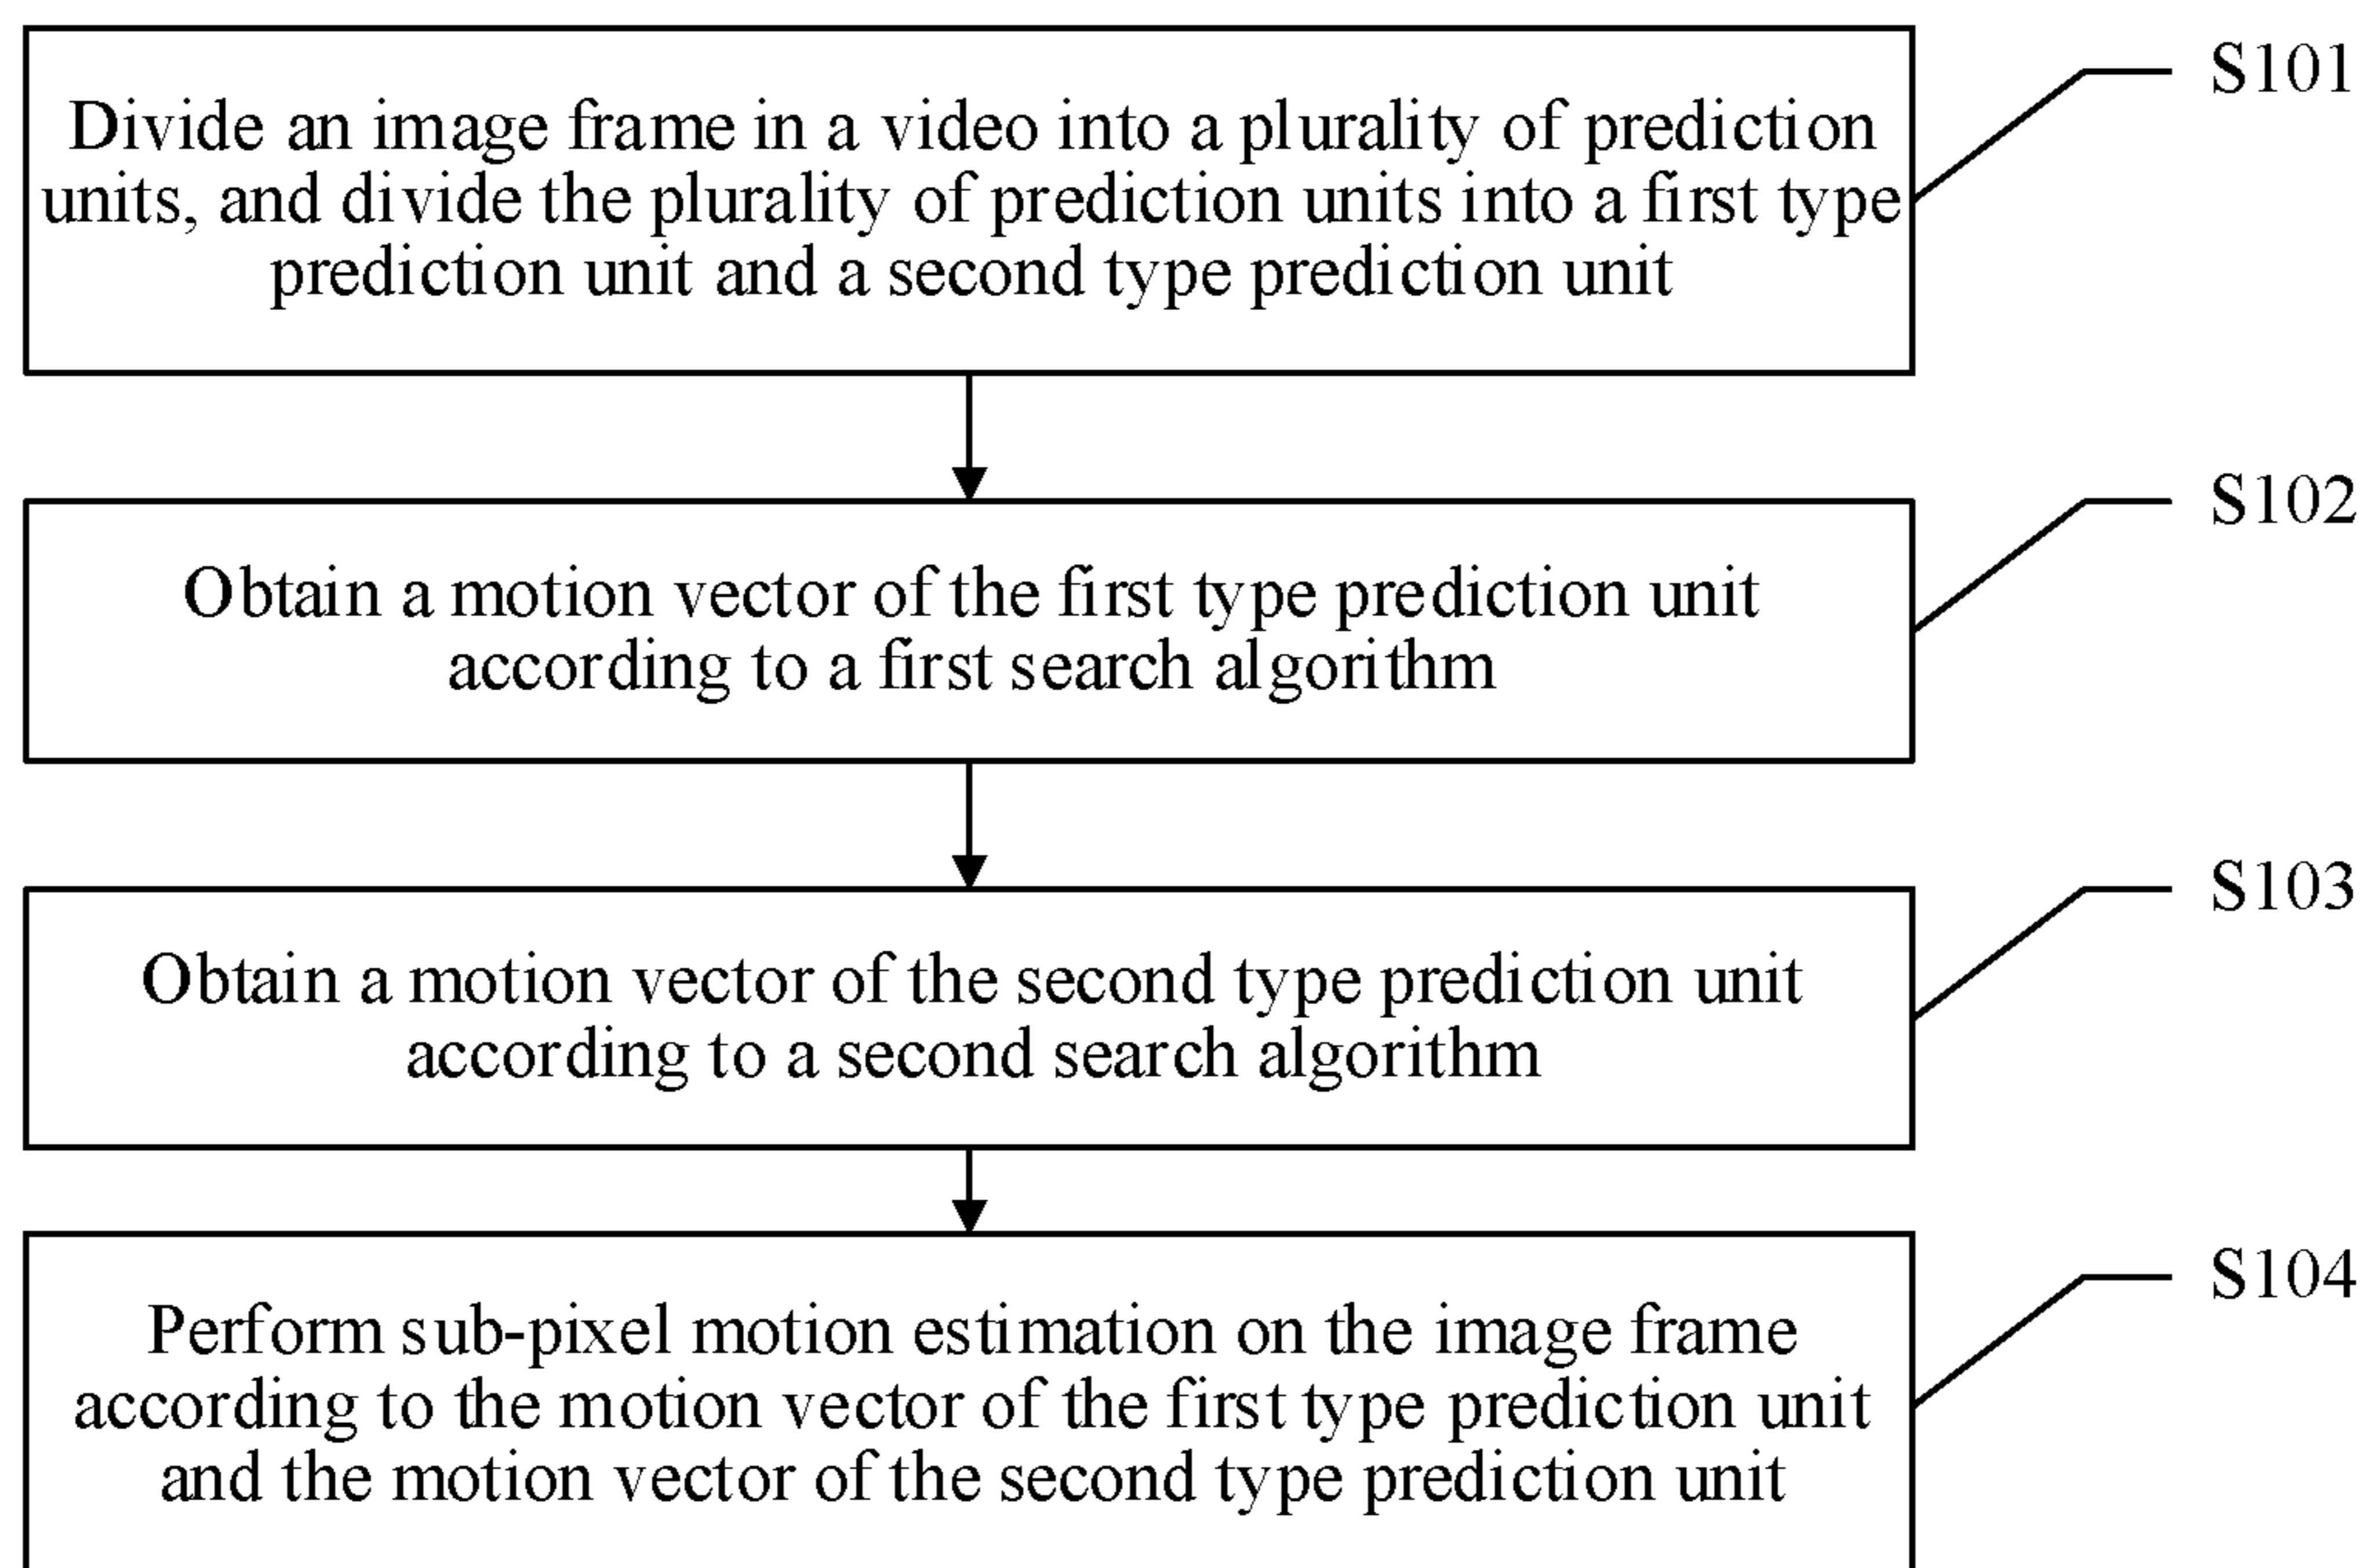 Divide an image frame in a video into a plurality of prediction
units, and divide the plurality of prediction units into a first type
prediction unit and a second type prediction unit
S101
Obtain a motion vector of the first type prediction unit
according to a first search algorithm
S102
Obtain a motion vector of the second type prediction unit
according to a second search algorithm
S103
Perform sub-pixel motion estimation on the image frame
according to the motion vector of the first type prediction unit
and the motion vector of the second type prediction unit
S104